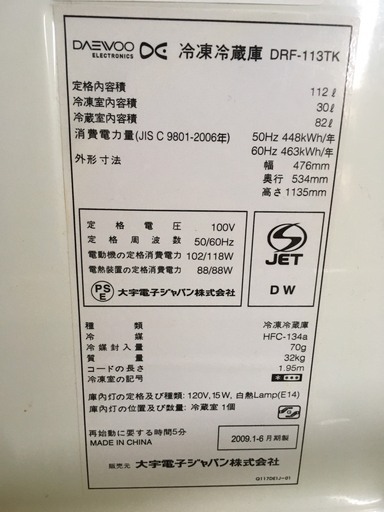 DAEWOO ELECTRONICS 冷凍冷蔵庫 DRF-113TK
定格内容積 112ℓ
冷凍室内容積 30ℓ
冷蔵室内容積 82ℓ
消費電力量(JIS C 9801-2006年) 50Hz 448kWh/年
60Hz 463kWh/年
外形寸法 幅 476mm
奥行 534mm
高さ 1135mm
定格電圧 100V
定格周波数 50/60Hz
電動機の定格消費電力 102/118W
電熱装置の定格消費電力 88/88W
PS E 大宇電子ジャパン株式会社
S
JET
DW
種類 冷凍冷蔵庫
冷媒 HFC-134a
冷媒封入量 70g
質量 32kg
コードの長さ 1.95m
冷凍室の記号 * ***
庫内灯の定格及び種類: 120V, 15W, 白熱Lamp(E14)
庫内灯の位置及び数量: 冷蔵室 1個
再始動に要する時間5分
MADE IN CHINA
2009.1-6月期製
販売元 大宇電子ジャパン株式会社
G117D61J-01